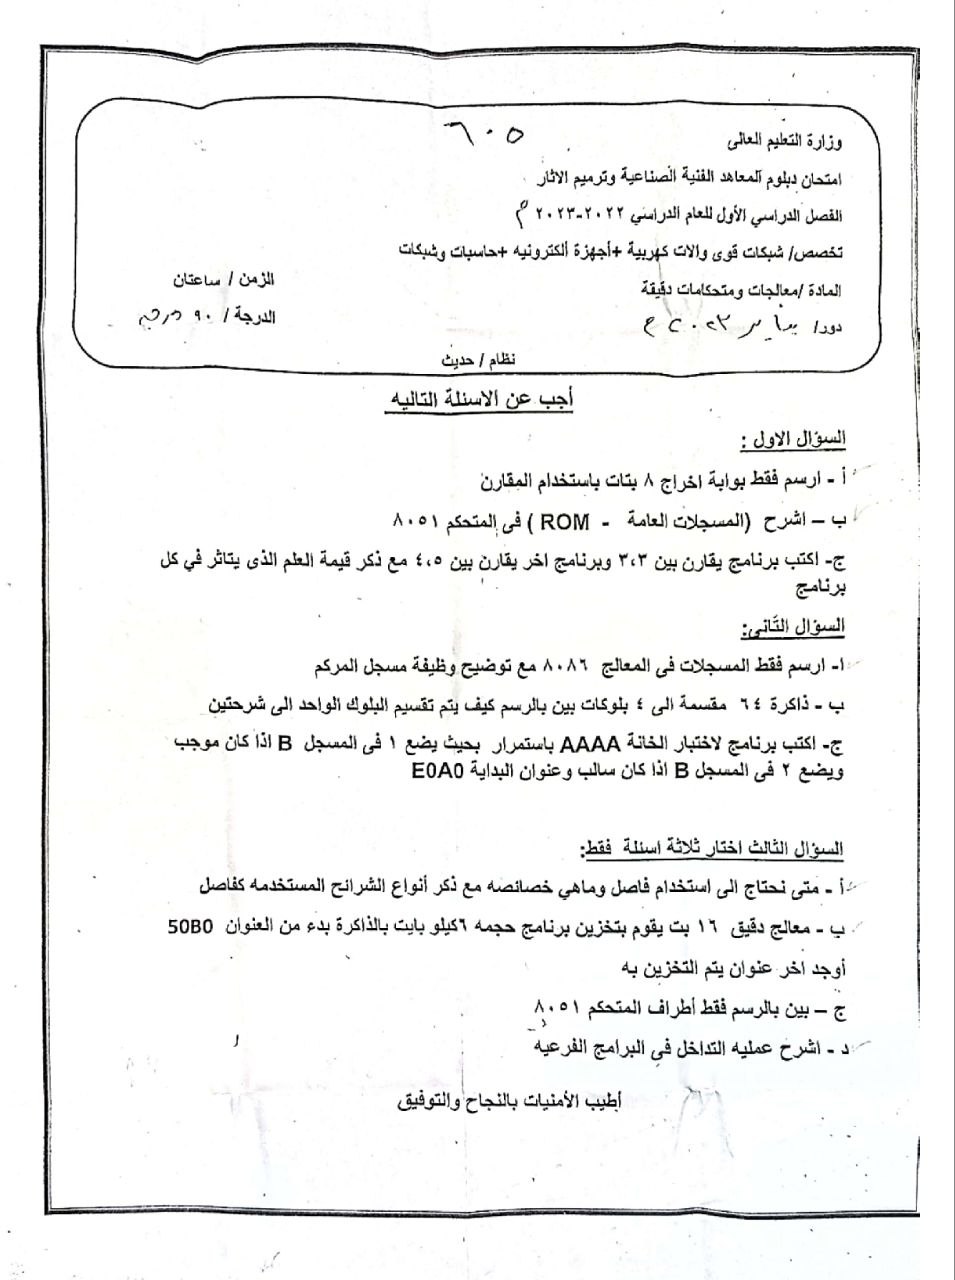 ٦٠٥
وزارة التعليم العالى
امتحان دبلوم المعاهد الفنية الصناعية وترميم الاثار
الفصل الدراسي الأول للعام الدراسي ٢٠٢٢-٢٠٢٣ م
تخصص/ شبكات قوى والات كهربية +أجهزة ألكترونيه +حاسبات وشبكات
المادة /معالجات ومتحكامات دقيقة
الزمن / ساعتان
دور/ يناير ٢٠٢٣ م
الدرجة / ٩٠ درجه
نظام / حديث
أجب عن الاسئلة التاليه
السؤال الاول :
أ - ارسم فقط بوابة اخراج ٨ بتات باستخدام المقارن
ب – اشرح (المسجلات العامة - ROM ) فى المتحكم ٨٠٥١
ج- اكتب برنامج يقارن بين ٣،٣ وبرنامج اخر يقارن بين ٤،٥ مع ذكر قيمة العلم الذى يتاثر في كل
برنامج
السؤال الثانى:
ا- ارسم فقط المسجلات فى المعالج ٨٠٨٦ مع توضيح وظيفة مسجل المركم
ب - ذاكرة ٦٤ مقسمة الى ٤ بلوكات بين بالرسم كيف يتم تقسيم البلوك الواحد الى شرحتين
ج- اكتب برنامج لاختبار الخانة AAAA باستمرار بحيث يضع ١ فى المسجل B اذا كان موجب
ويضع ٢ فى المسجل B اذا كان سالب وعنوان البداية E0A0
السؤال الثالث اختار ثلاثة اسئلة فقط:
أ - متى نحتاج الى استخدام فاصل وماهي خصائصه مع ذكر أنواع الشرائح المستخدمه كفاصل
ب - معالج دقيق ١٦ بت يقوم بتخزين برنامج حجمه ٦كيلو بايت بالذاكرة بدء من العنوان 50B0
أوجد اخر عنوان يتم التخزين به
ج – بين بالرسم فقط أطراف المتحكم ٨٠٥١
د - اشرح عمليه التداخل في البرامج الفرعيه
أطيب الأمنيات بالنجاح والتوفيق